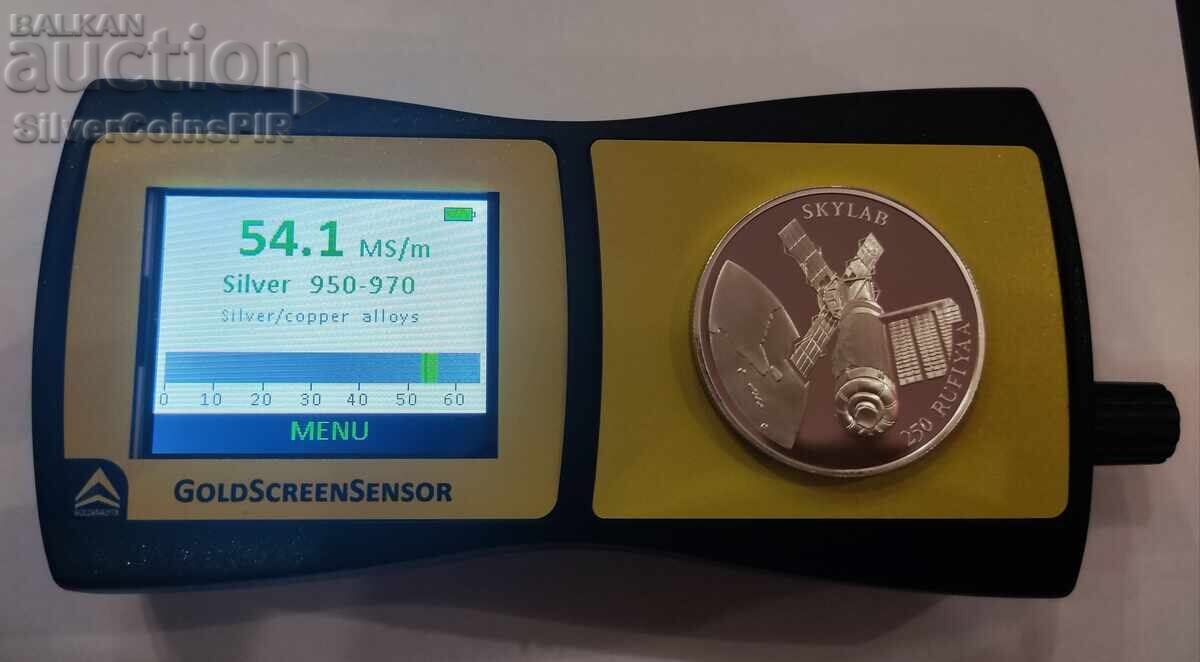 BALKAN
auction
SilverCoinsPIR
54.1 MS/m
Silver 950-970
Silver/copper alloys
0 10 20 30 40 50 60
MENU
GOLDSCREENSENSOR
SKYLAB
250 RUFIYAA